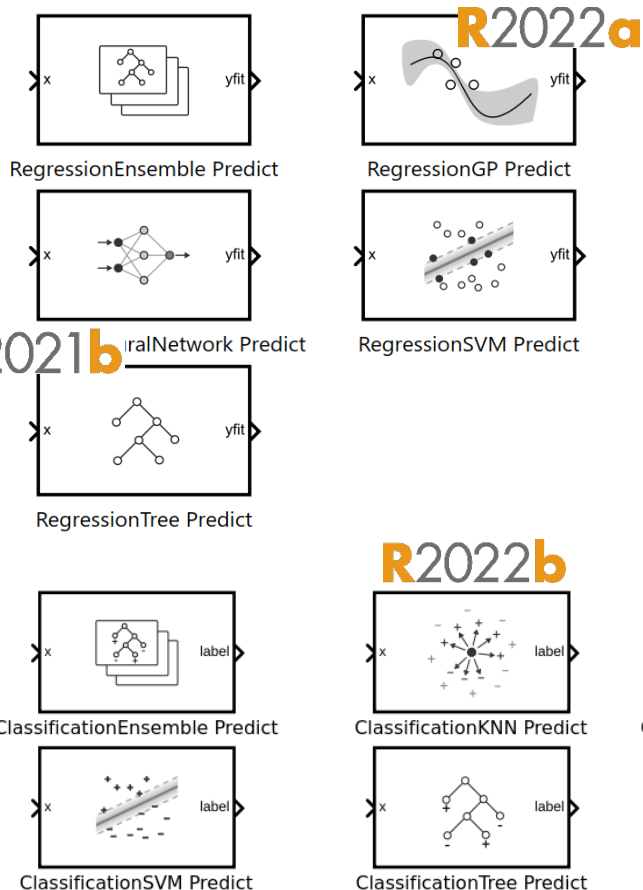 R2022a
x yfit
x yfit
RegressionEnsemble Predict
RegressionGP Predict
x yfit
x yfit
2021b
uralNetwork Predict
RegressionSVM Predict
x yfit
RegressionTree Predict
R2022b
x label
x label
ClassificationEnsemble Predict
ClassificationKNN Predict
x label
x label
ClassificationSVM Predict
ClassificationTree Predict